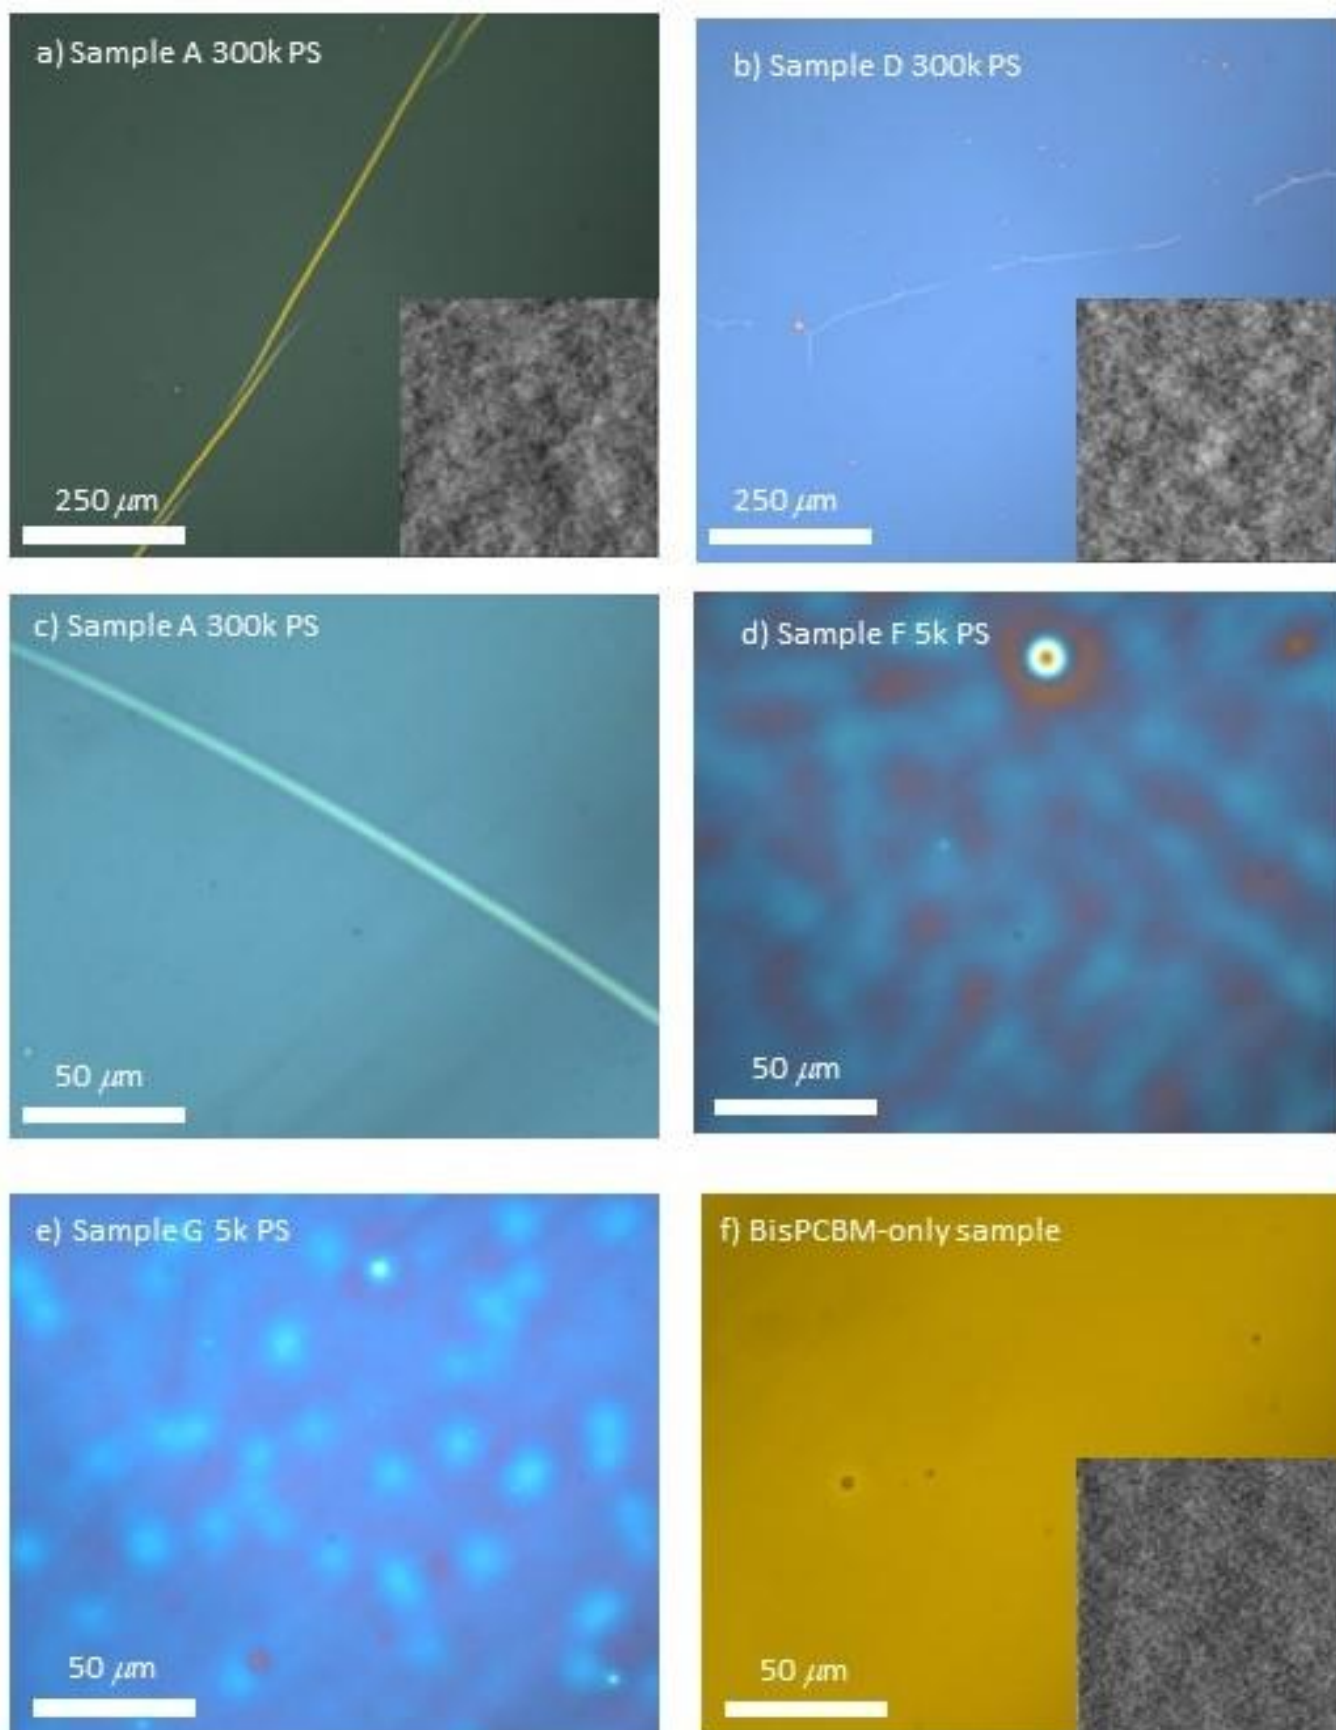 a) Sample A 300k PS
250 μm
b) Sample D 300k PS
250 μm
c) Sample A 300k PS
50 μm
d) Sample F 5k PS
50 μm
e) Sample G 5k PS
50 μm
f) BisPCBM-only sample
50 μm